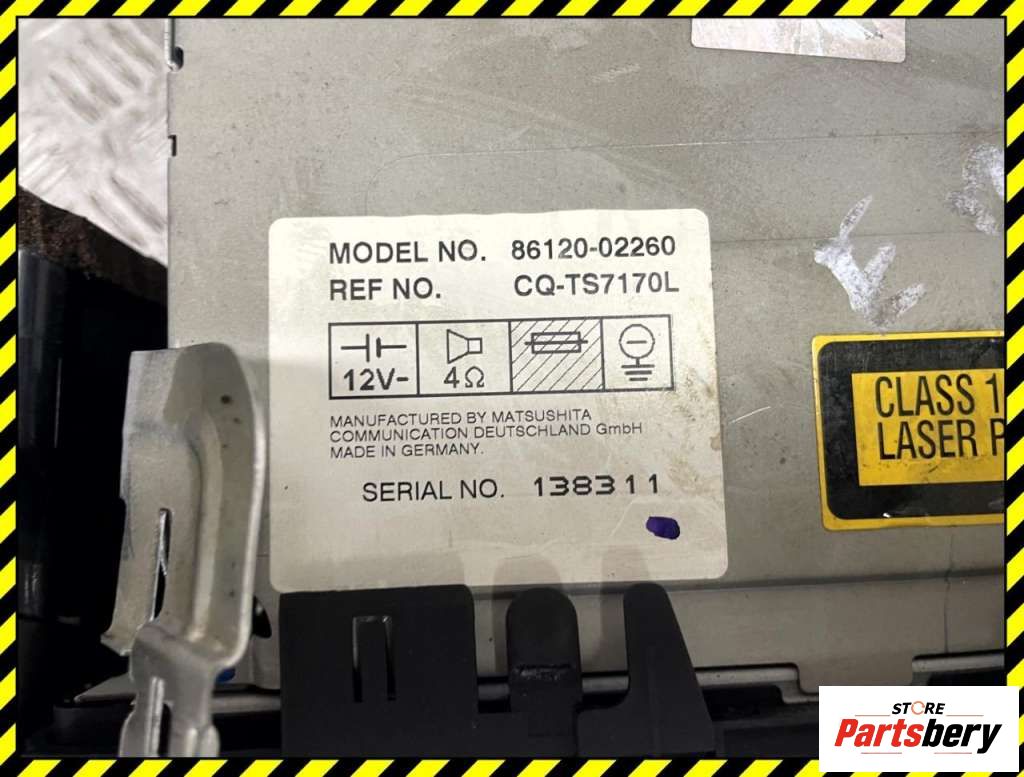 MODEL NO. 86120-02260
REF NO. CQ-TS7170L
12V-
4Ω
MANUFACTURED BY MATSUSHITA
COMMUNICATION DEUTSCHLAND GmbH
MADE IN GERMANY.
SERIAL NO. 138311
CLASS 1
LASER P
STORE
Partsbery